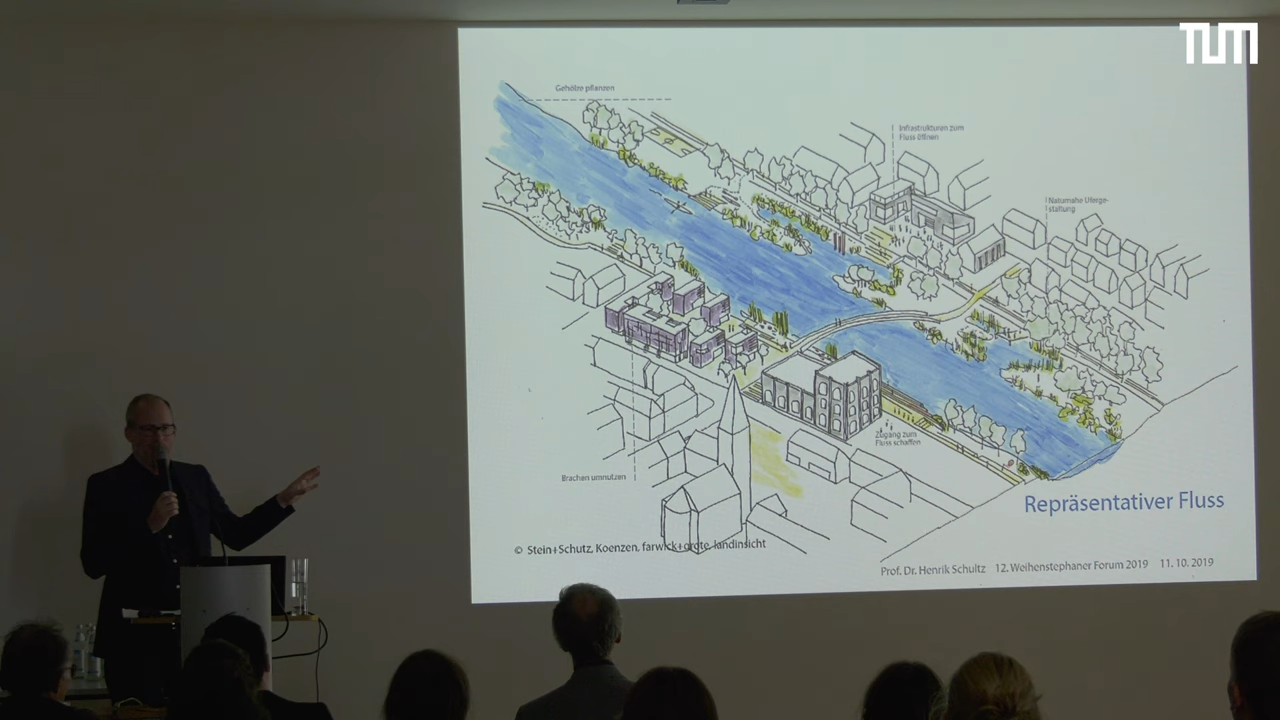 TUM
Gehölze pflanzen
Infrastrukturen zum
Fluss öffnen
Naturnahe Uferge-
staltung
Zugang zum
Fluss schaffen
Brachen umnutzen
Repräsentativer Fluss
© Stein+Schutz, Koenzen, farwick+grote, landinsicht
Prof. Dr. Henrik Schultz 12. Weihenstephaner Forum 2019 11. 10. 2019